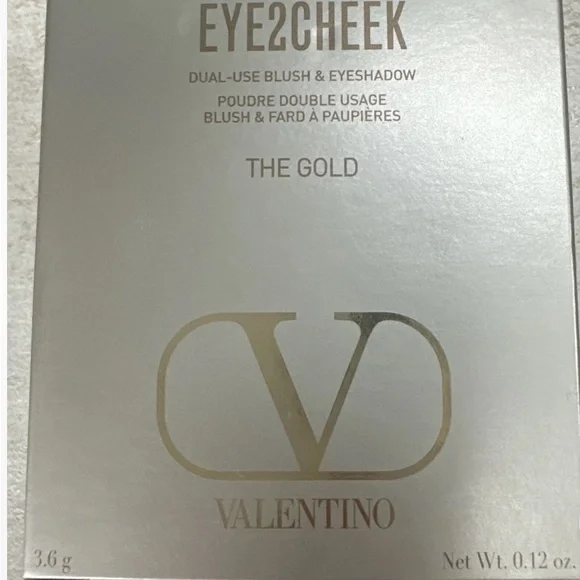 EYE2CHEEK
DUAL-USE BLUSH & EYESHADOW
POUDRE DOUBLE USAGE
BLUSH & FARD À PAUPIÈRES
THE GOLD
V
VALENTINO
3.6 g Net Wt. 0.12 oz.